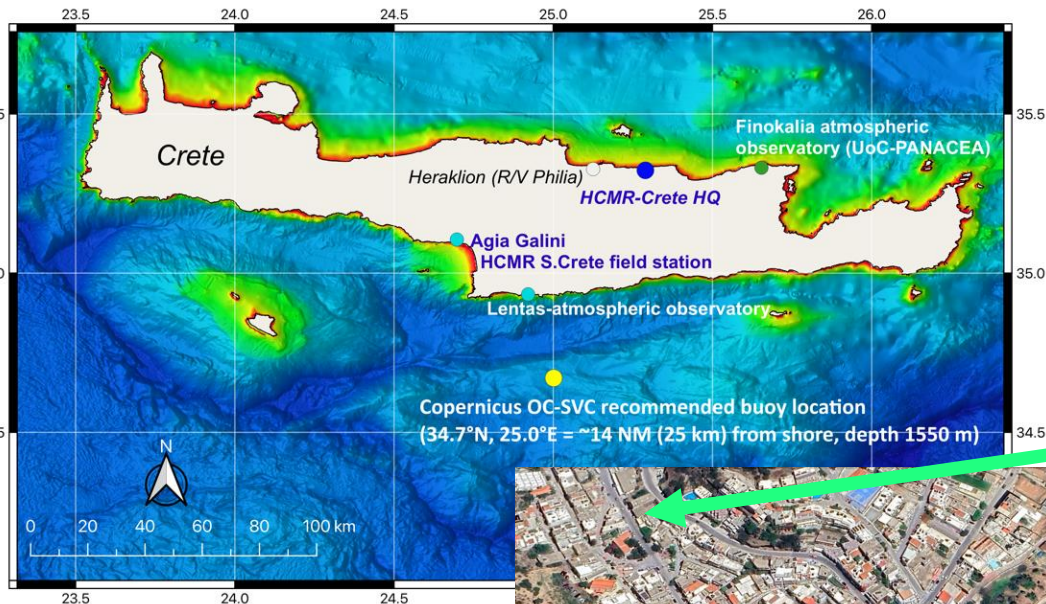 23.5 24.0 24.5 25.0 25.5 26.0
5.5 35.5
Finokalia atmospheric
observatory (UoC-PANACEA)
Crete
Heraklion (R/V Philia)
HCMR-Crete HQ
Agia Galini
HCMR S.Crete field station
35.0 35.0
Lentas-atmospheric observatory
Copernicus OC-SVC recommended buoy location
(34.7°N, 25.0°E = ~14 NM (25 km) from shore, depth 1550 m)
4.5 34.5
N
0 20 40 60 80 100 km
23.5 24.0 24.